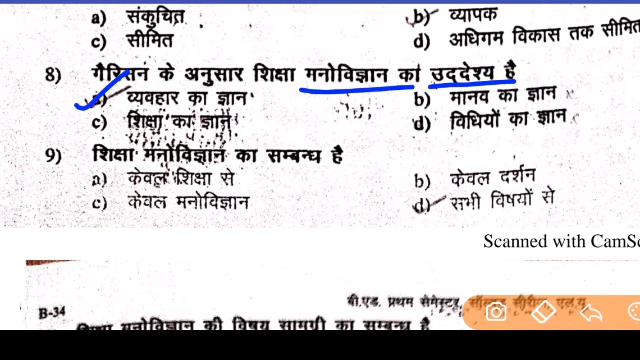 a) संकुचित b) व्यापक
c) सीमित d) अधिगम विकास तक सीमित
8) गैरिसन के अनुसार शिक्षा मनोविज्ञान का उद्देश्य है
a) व्यवहार का ज्ञान b) मानव का ज्ञान
c) शिक्षा का ज्ञान d) विधियों का ज्ञान
9) शिक्षा मनोविज्ञान का सम्बन्ध है
a) केवल शिक्षा से b) केवल दर्शन
c) केवल मनोविज्ञान d) सभी विषयों से
Scanned with CamSc
B-34 बी.एड. प्रथम सेमेस्टर,
शिक्षा मनोविज्ञान की विषय सामग्री का सम्बन्ध है